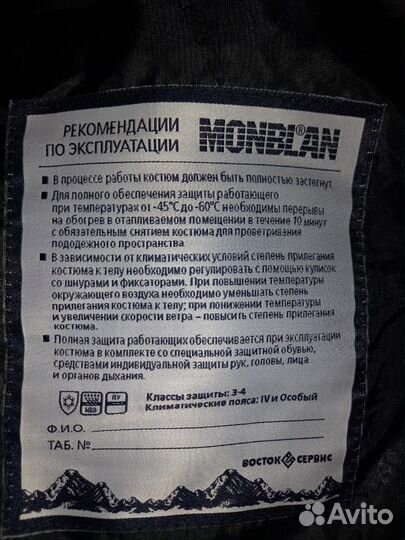 РЕКОМЕНДАЦИИ
ПО ЭКСПЛУАТАЦИИ
MONBLAN®
▪ В процессе работы костюм должен быть полностью застегнут.
▪ Для полного обеспечения защиты работающего
при температурах от -45°С до -60°С необходимы перерывы
на обогрев в отапливаемом помещении в течение 10 минут
с обязательным снятием костюма для проветривания
пододежного пространства
▪ В зависимости от климатических условий степень прилегания
костюма к телу необходимо регулировать с помощью кулисок
со шнурами и фиксаторами. При повышении температуры
окружающего воздуха необходимо уменьшать степень
прилегания костюма к телу; при понижении температуры
и увеличении скорости ветра – повысить степень прилегания
костюма.
▪ Полная защита работающих обеспечивается при эксплуатации
костюма в комплекте со специальной защитной обувью,
средствами индивидуальной защиты рук, головы, лица
и органов дыхания.
МВО ПУ
Классы защиты: 3-4
Климатические пояса: IV и Особый
Ф.И.О.
ТАБ. №
ВОСТОК СЕРВИС
Avito